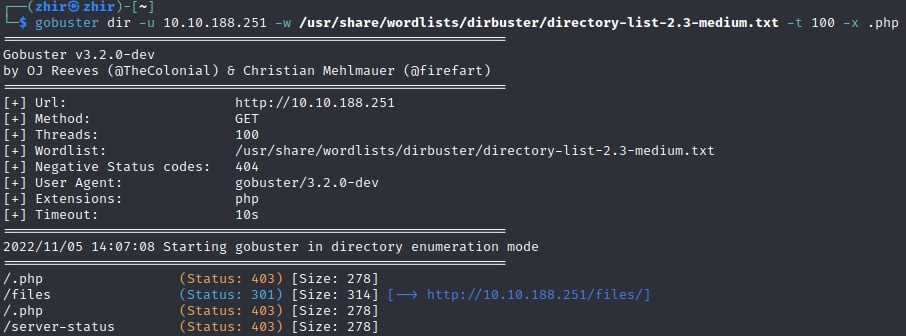 ┌──(zhir㉿zhir)-[~]
└─$ gobuster dir -u 10.10.188.251 -w /usr/share/wordlists/dirbuster/directory-list-2.3-medium.txt -t 100 -x .php
===============================================================
Gobuster v3.2.0-dev
by OJ Reeves (@TheColonial) & Christian Mehlmauer (@firefart)
===============================================================
[+] Url:                     http://10.10.188.251
[+] Method:                  GET
[+] Threads:                 100
[+] Wordlist:                /usr/share/wordlists/dirbuster/directory-list-2.3-medium.txt
[+] Negative Status codes:   404
[+] User Agent:              gobuster/3.2.0-dev
[+] Extensions:              php
[+] Timeout:                 10s
===============================================================
2022/11/05 14:07:08 Starting gobuster in directory enumeration mode
===============================================================
/.php                 (Status: 403) [Size: 278]
/files                (Status: 301) [Size: 314] [--> http://10.10.188.251/files/]
/.php                 (Status: 403) [Size: 278]
/server-status        (Status: 403) [Size: 278]